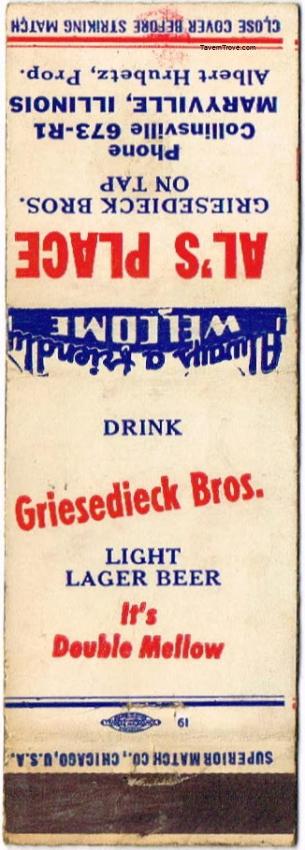 CLOSE COVER BEFORE STRIKING MATCH
TavernTrove.com
Always a friendly
WELCOME
AL'S PLACE
GRIESEDIECK BROS.
ON TAP
Phone
Collinsville 673-R1
MARYVILLE, ILLINOIS
Albert Hrubetz, Prop.
DRINK
Griesedieck Bros.
LIGHT
LAGER BEER
It's
Double Mellow
19
SUPERIOR MATCH CO., CHICAGO, U.S.A.